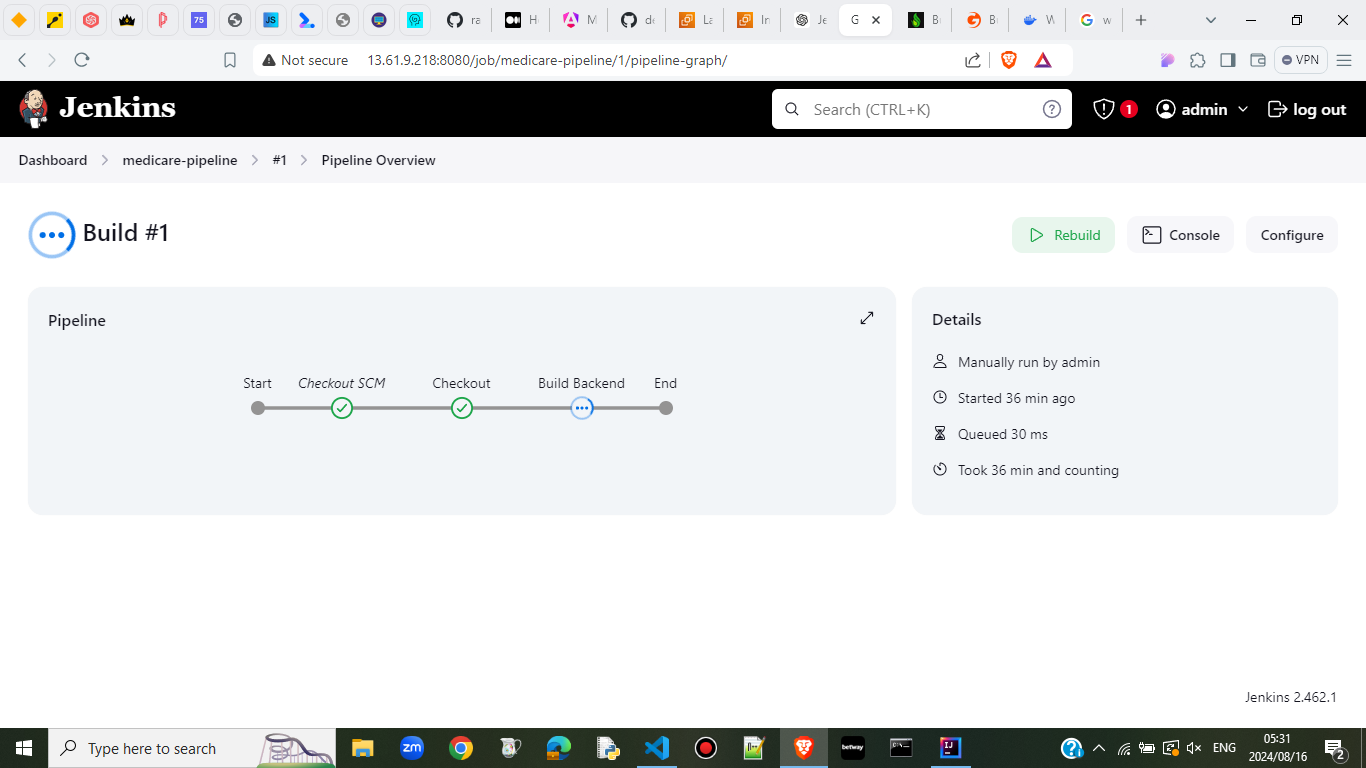 75
JS
ra
H
M
de
La
In
Je
G
B
B
W
w
Not secure 13.61.9.218:8080/job/medicare-pipeline/1/pipeline-graph/
VPN
Jenkins
Search (CTRL+K)
?
1
admin
log out
Dashboard
medicare-pipeline
#1
Pipeline Overview
Build #1
Rebuild
Console
Configure
Pipeline
Start
Checkout SCM
Checkout
Build Backend
End
Details
Manually run by admin
Started 36 min ago
Queued 30 ms
Took 36 min and counting
Jenkins 2.462.1
Type here to search
zm
betway
IJ
ENG
05:31
2024/08/16
2